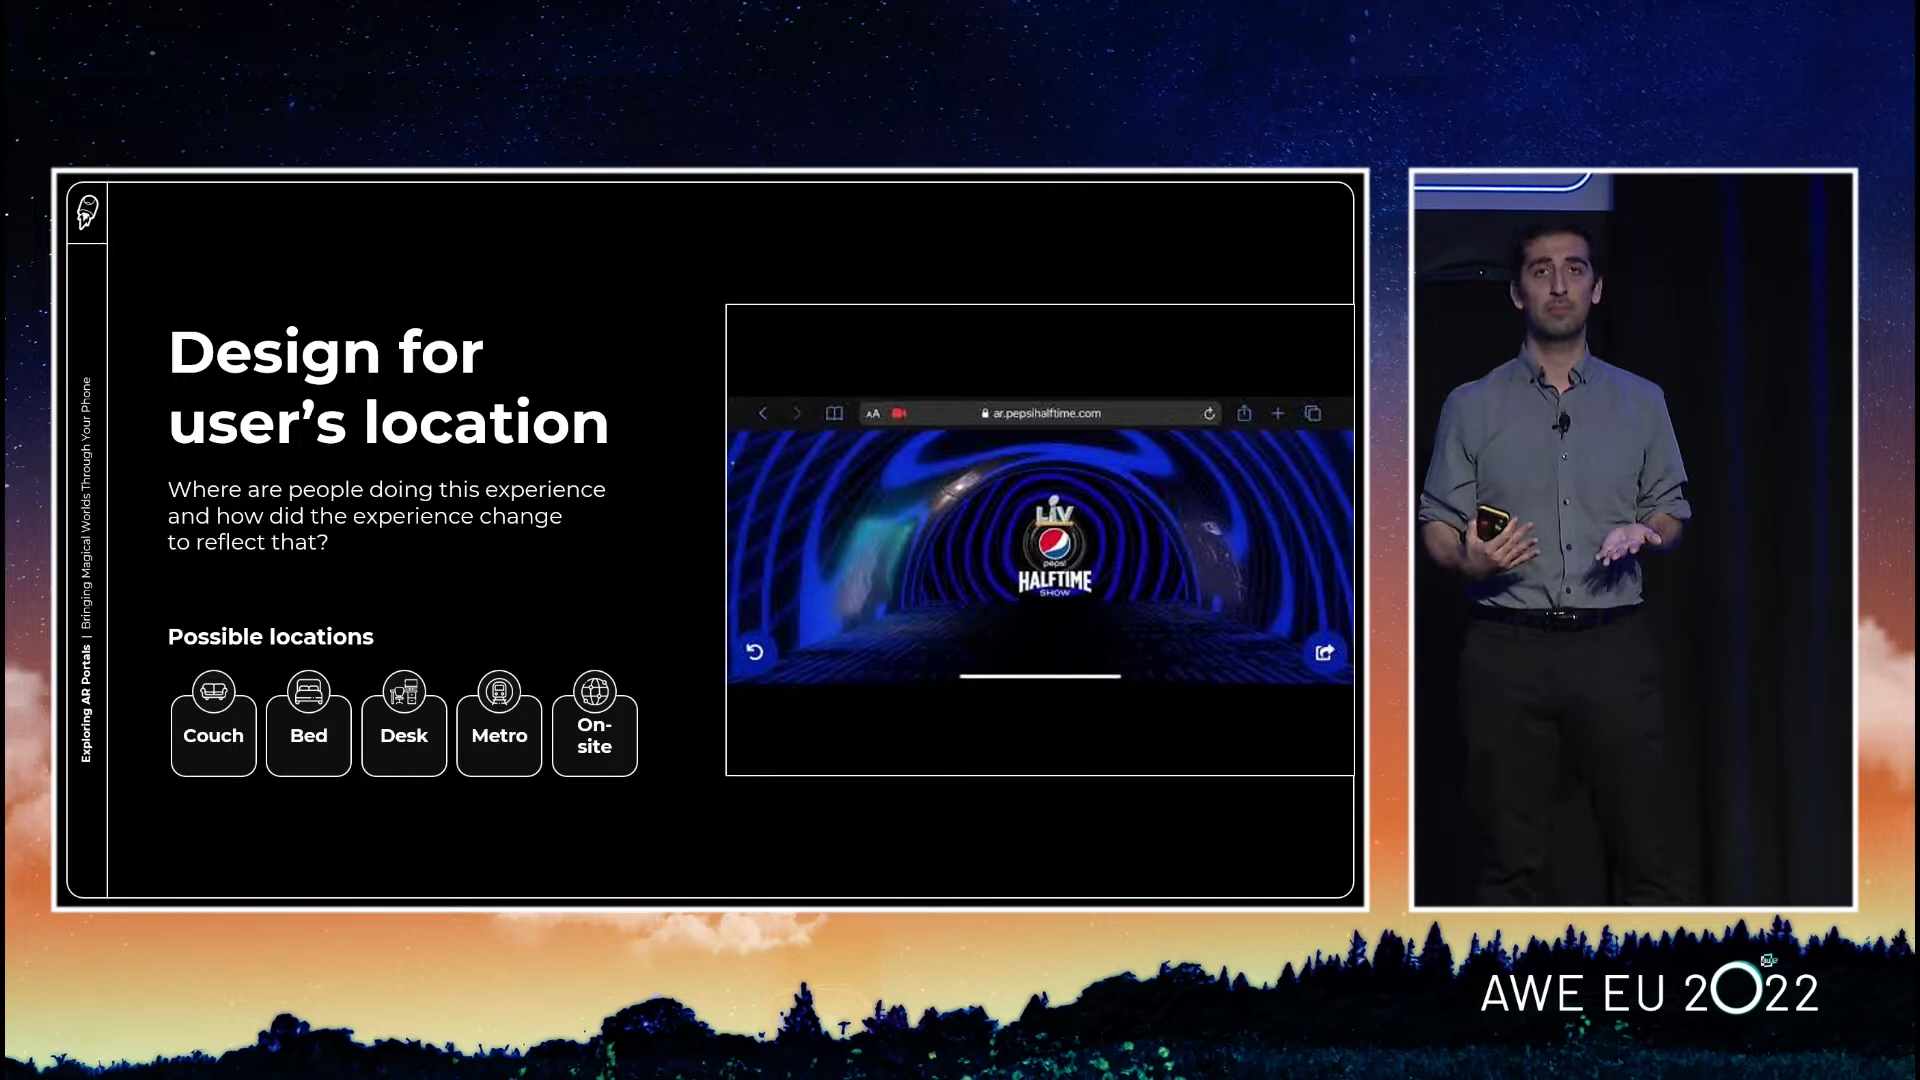 Exploring AR Portals | Bringing Magical Worlds Through Your Phone
Design for
user’s location
Where are people doing this experience
and how did the experience change
to reflect that?
Possible locations
Couch
Bed
Desk
Metro
On-
site
AA
ar.pepsihalftime.com
LIV
pepsi
HALFTIME
SHOW
AWE EU 2022